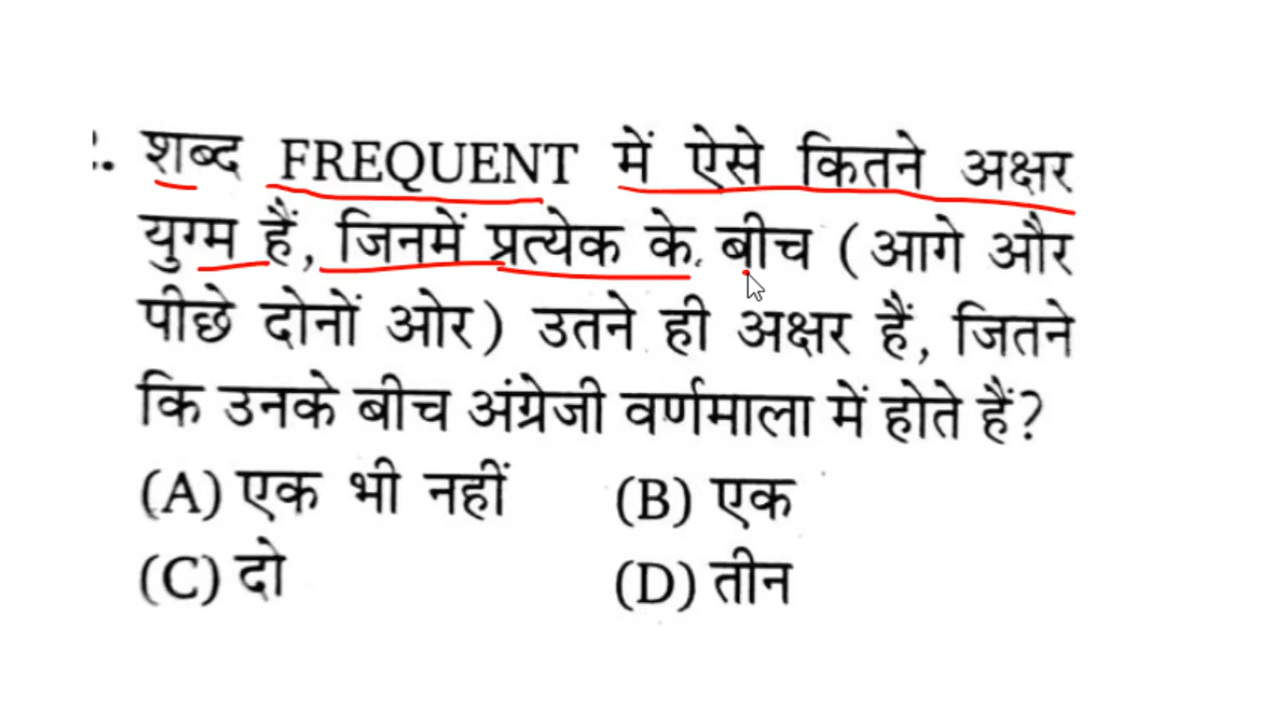 शब्द FREQUENT में ऐसे कितने अक्षर
युग्म हैं, जिनमें प्रत्येक के बीच (आगे और
पीछे दोनों ओर) उतने ही अक्षर हैं, जितने
कि उनके बीच अंग्रेजी वर्णमाला में होते हैं?
(A) एक भी नहीं (B) एक
(C) दो (D) तीन